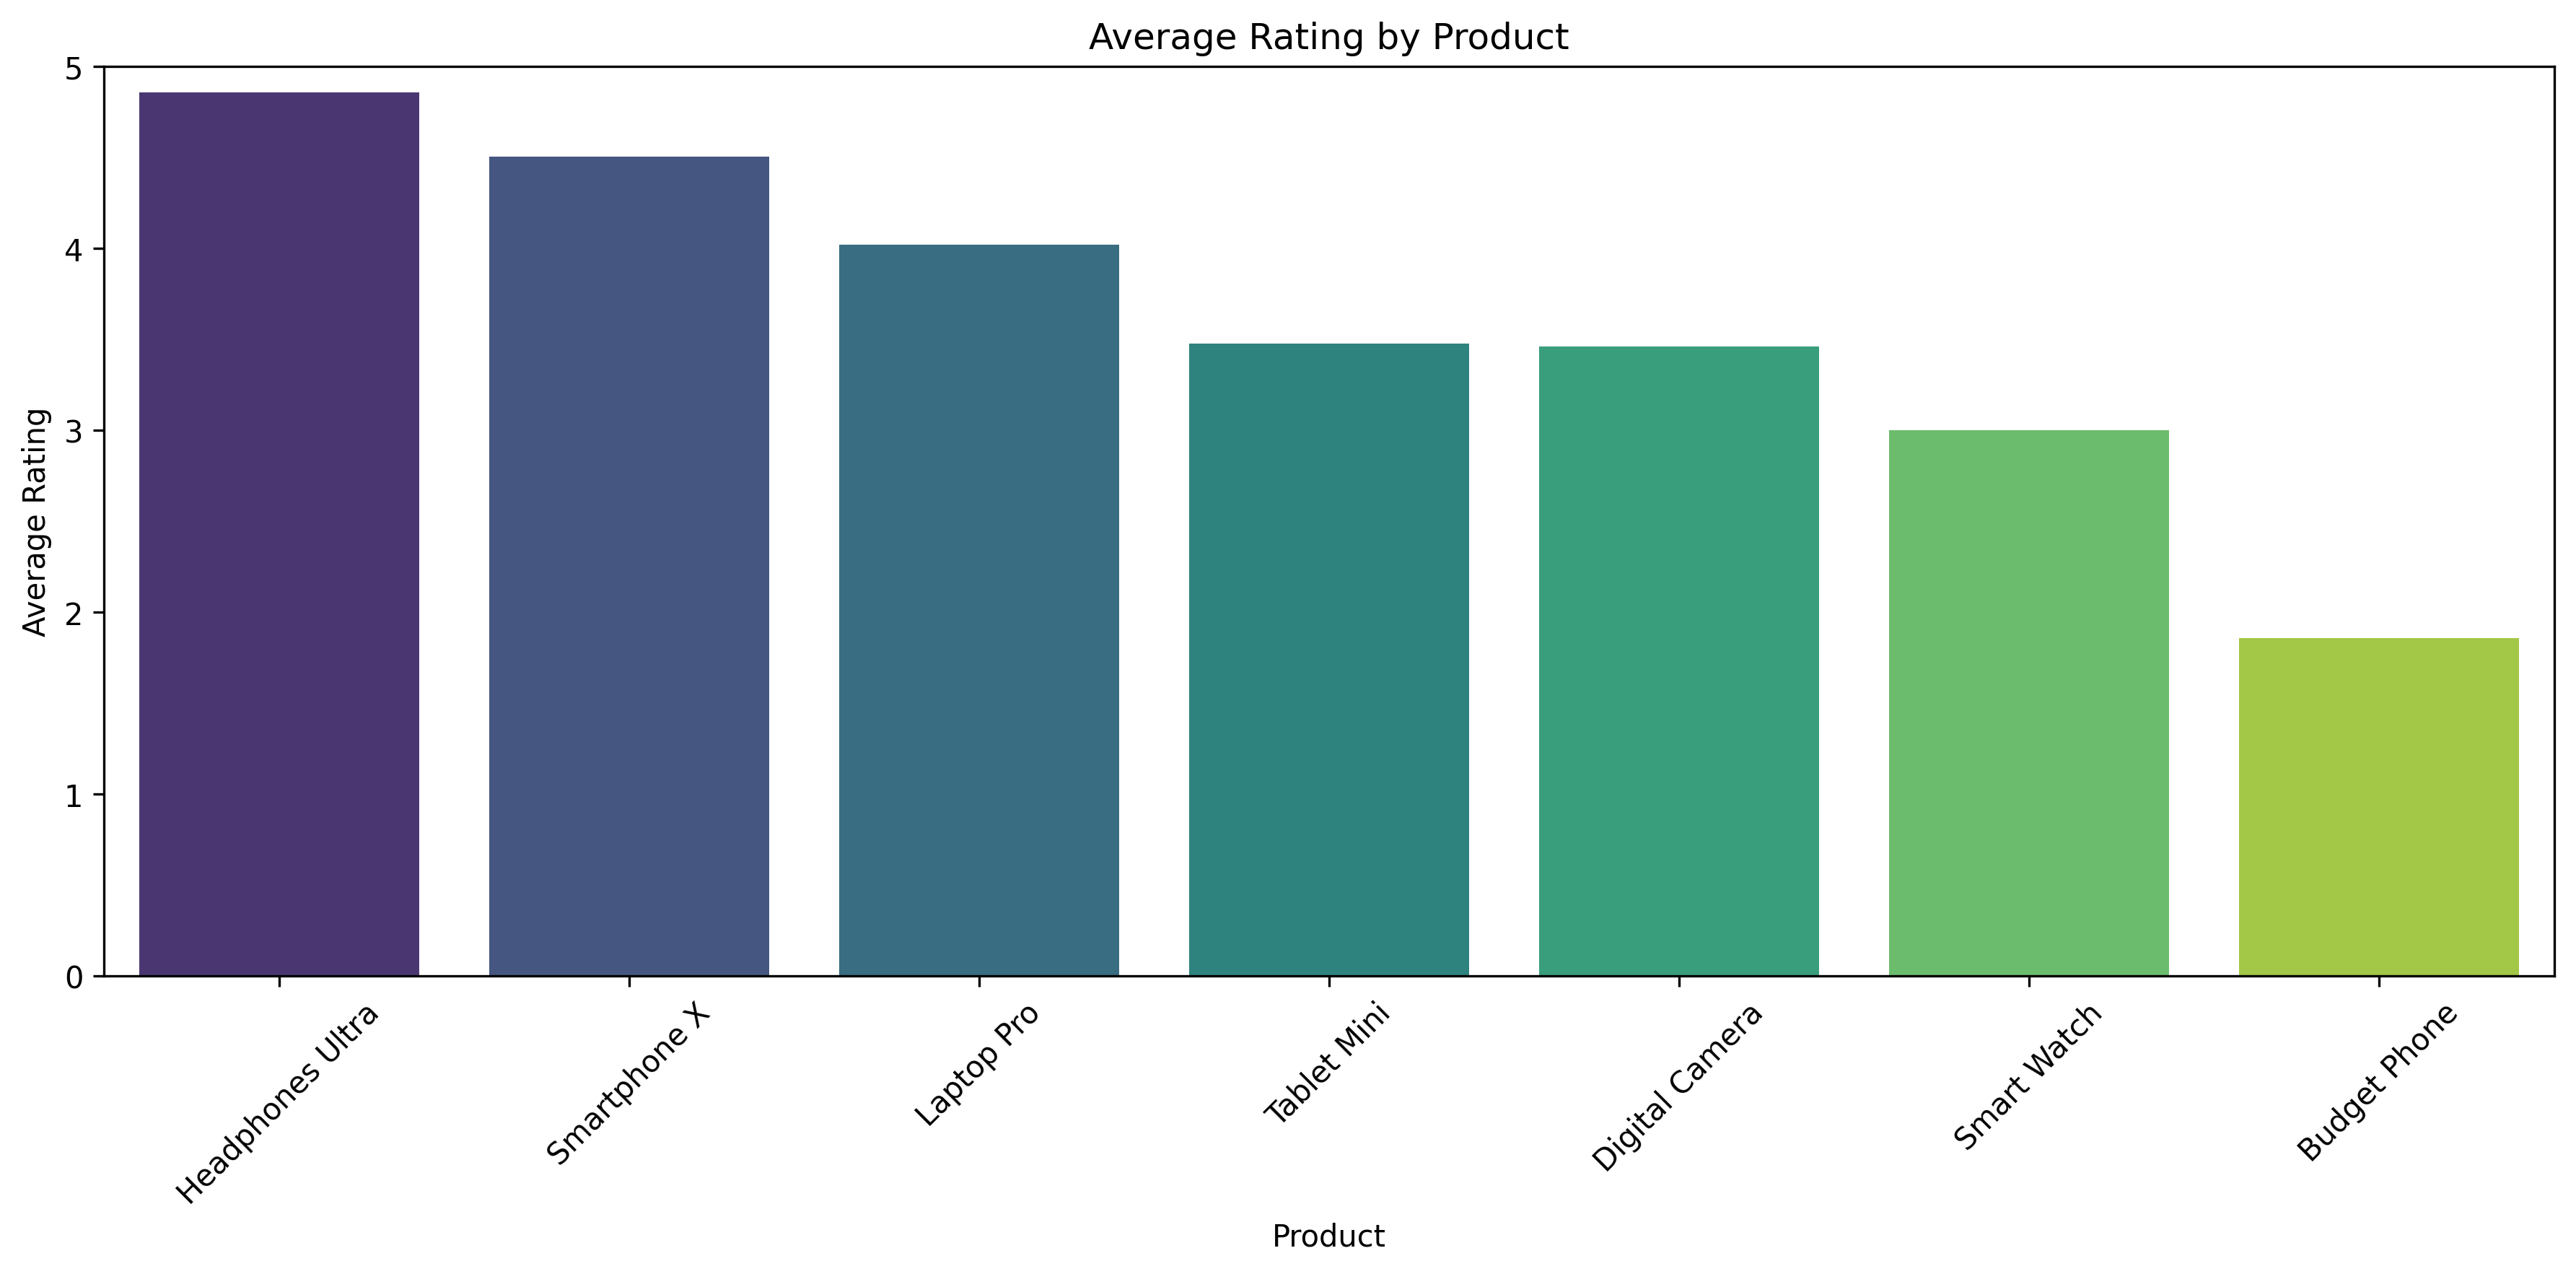 Average Rating by Product
Average Rating
5
4
3
2
1
0
Headphones Ultra
Smartphone X
Laptop Pro
Tablet Mini
Digital Camera
Smart Watch
Budget Phone
Product